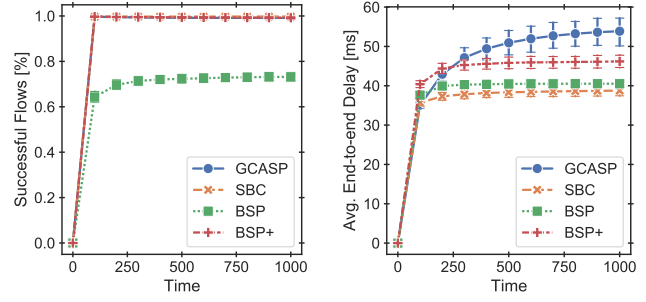 Successful Flows [%]
1.0
0.8
0.6
0.4
0.2
0.0
0 250 500 750 1000
Time
GCASP
SBC
BSP
BSP+
Avg. End-to-end Delay [ms]
60
50
40
30
20
10
0
0 250 500 750 1000
Time
GCASP
SBC
BSP
BSP+